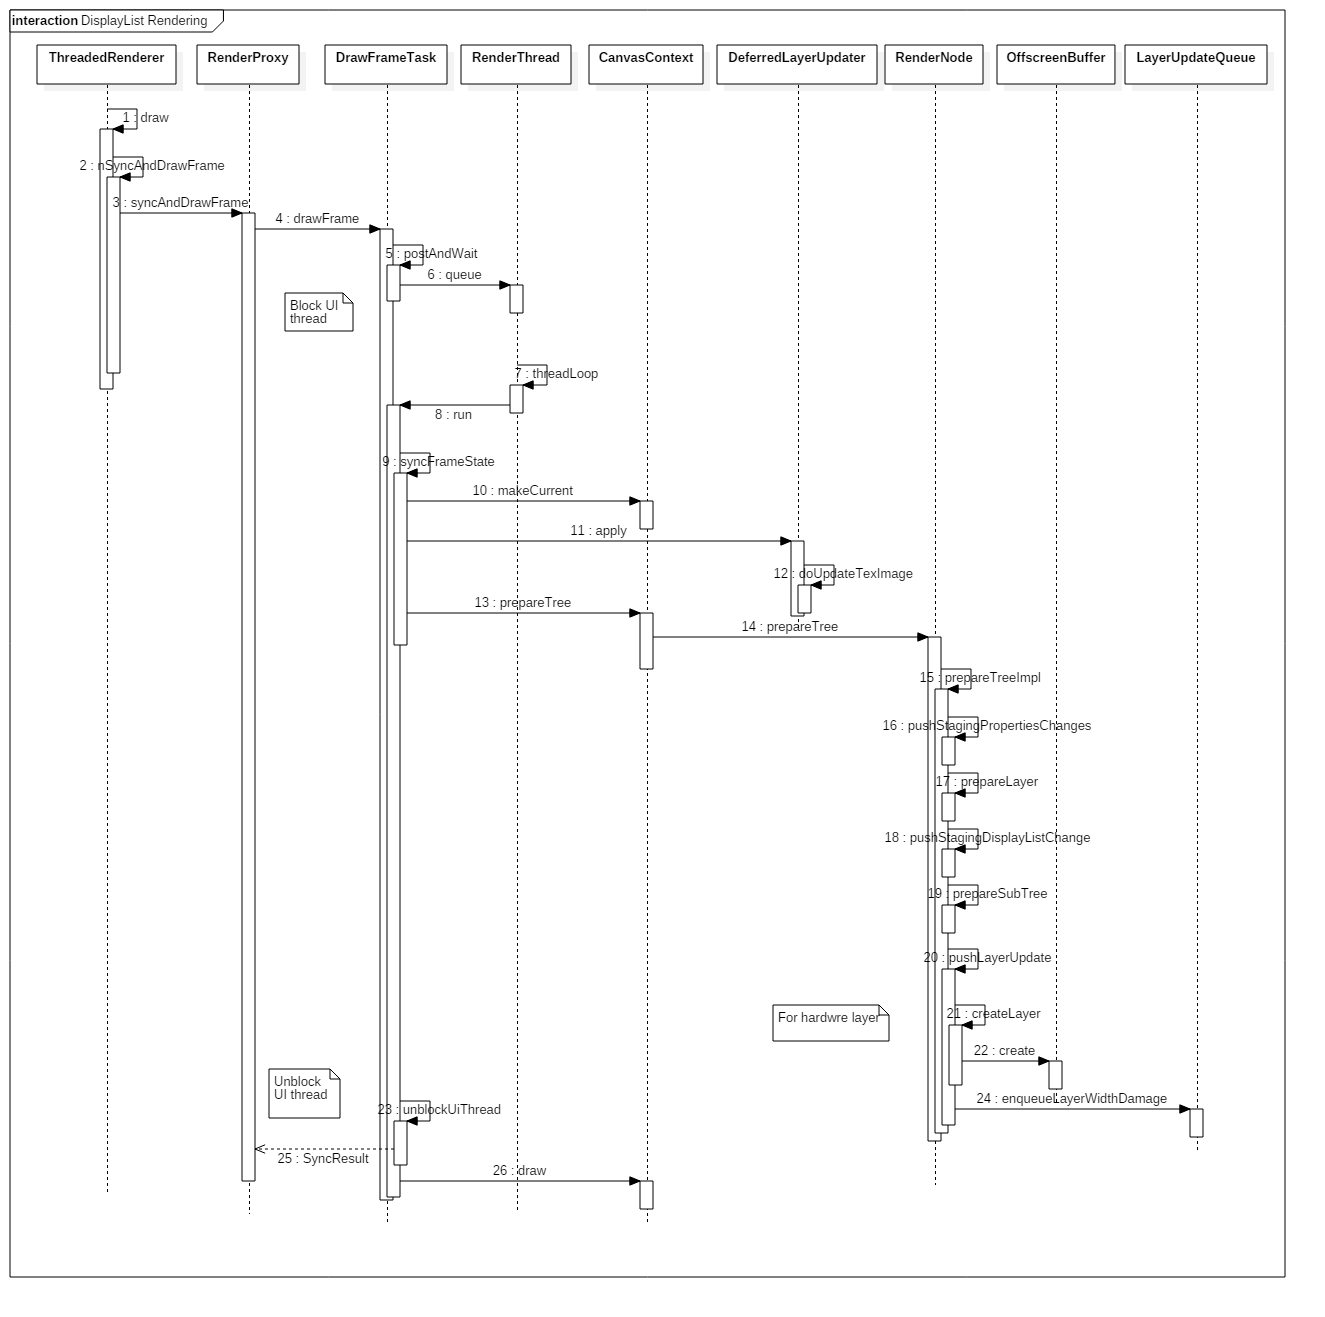 interaction DisplayList Rendering
ThreadedRenderer
RenderProxy
DrawFrameTask
RenderThread
CanvasContext
DeferredLayerUpdater
RenderNode
OffscreenBuffer
LayerUpdateQueue
1 : draw
2 : nSyncAndDrawFrame
3 : syncAndDrawFrame
4 : drawFrame
5 : postAndWait
6 : queue
Block UI
thread
7 : threadLoop
8 : run
9 : syncFrameState
10 : makeCurrent
11 : apply
12 : doUpdateTexImage
13 : prepareTree
14 : prepareTree
15 : prepareTreeImpl
16 : pushStagingPropertiesChanges
17 : prepareLayer
18 : pushStagingDisplayListChange
19 : prepareSubTree
20 : pushLayerUpdate
For hardwre layer
21 : createLayer
22 : create
Unblock
UI thread
24 : enqueueLayerWidthDamage
23 : unblockUiThread
25 : SyncResult
26 : draw